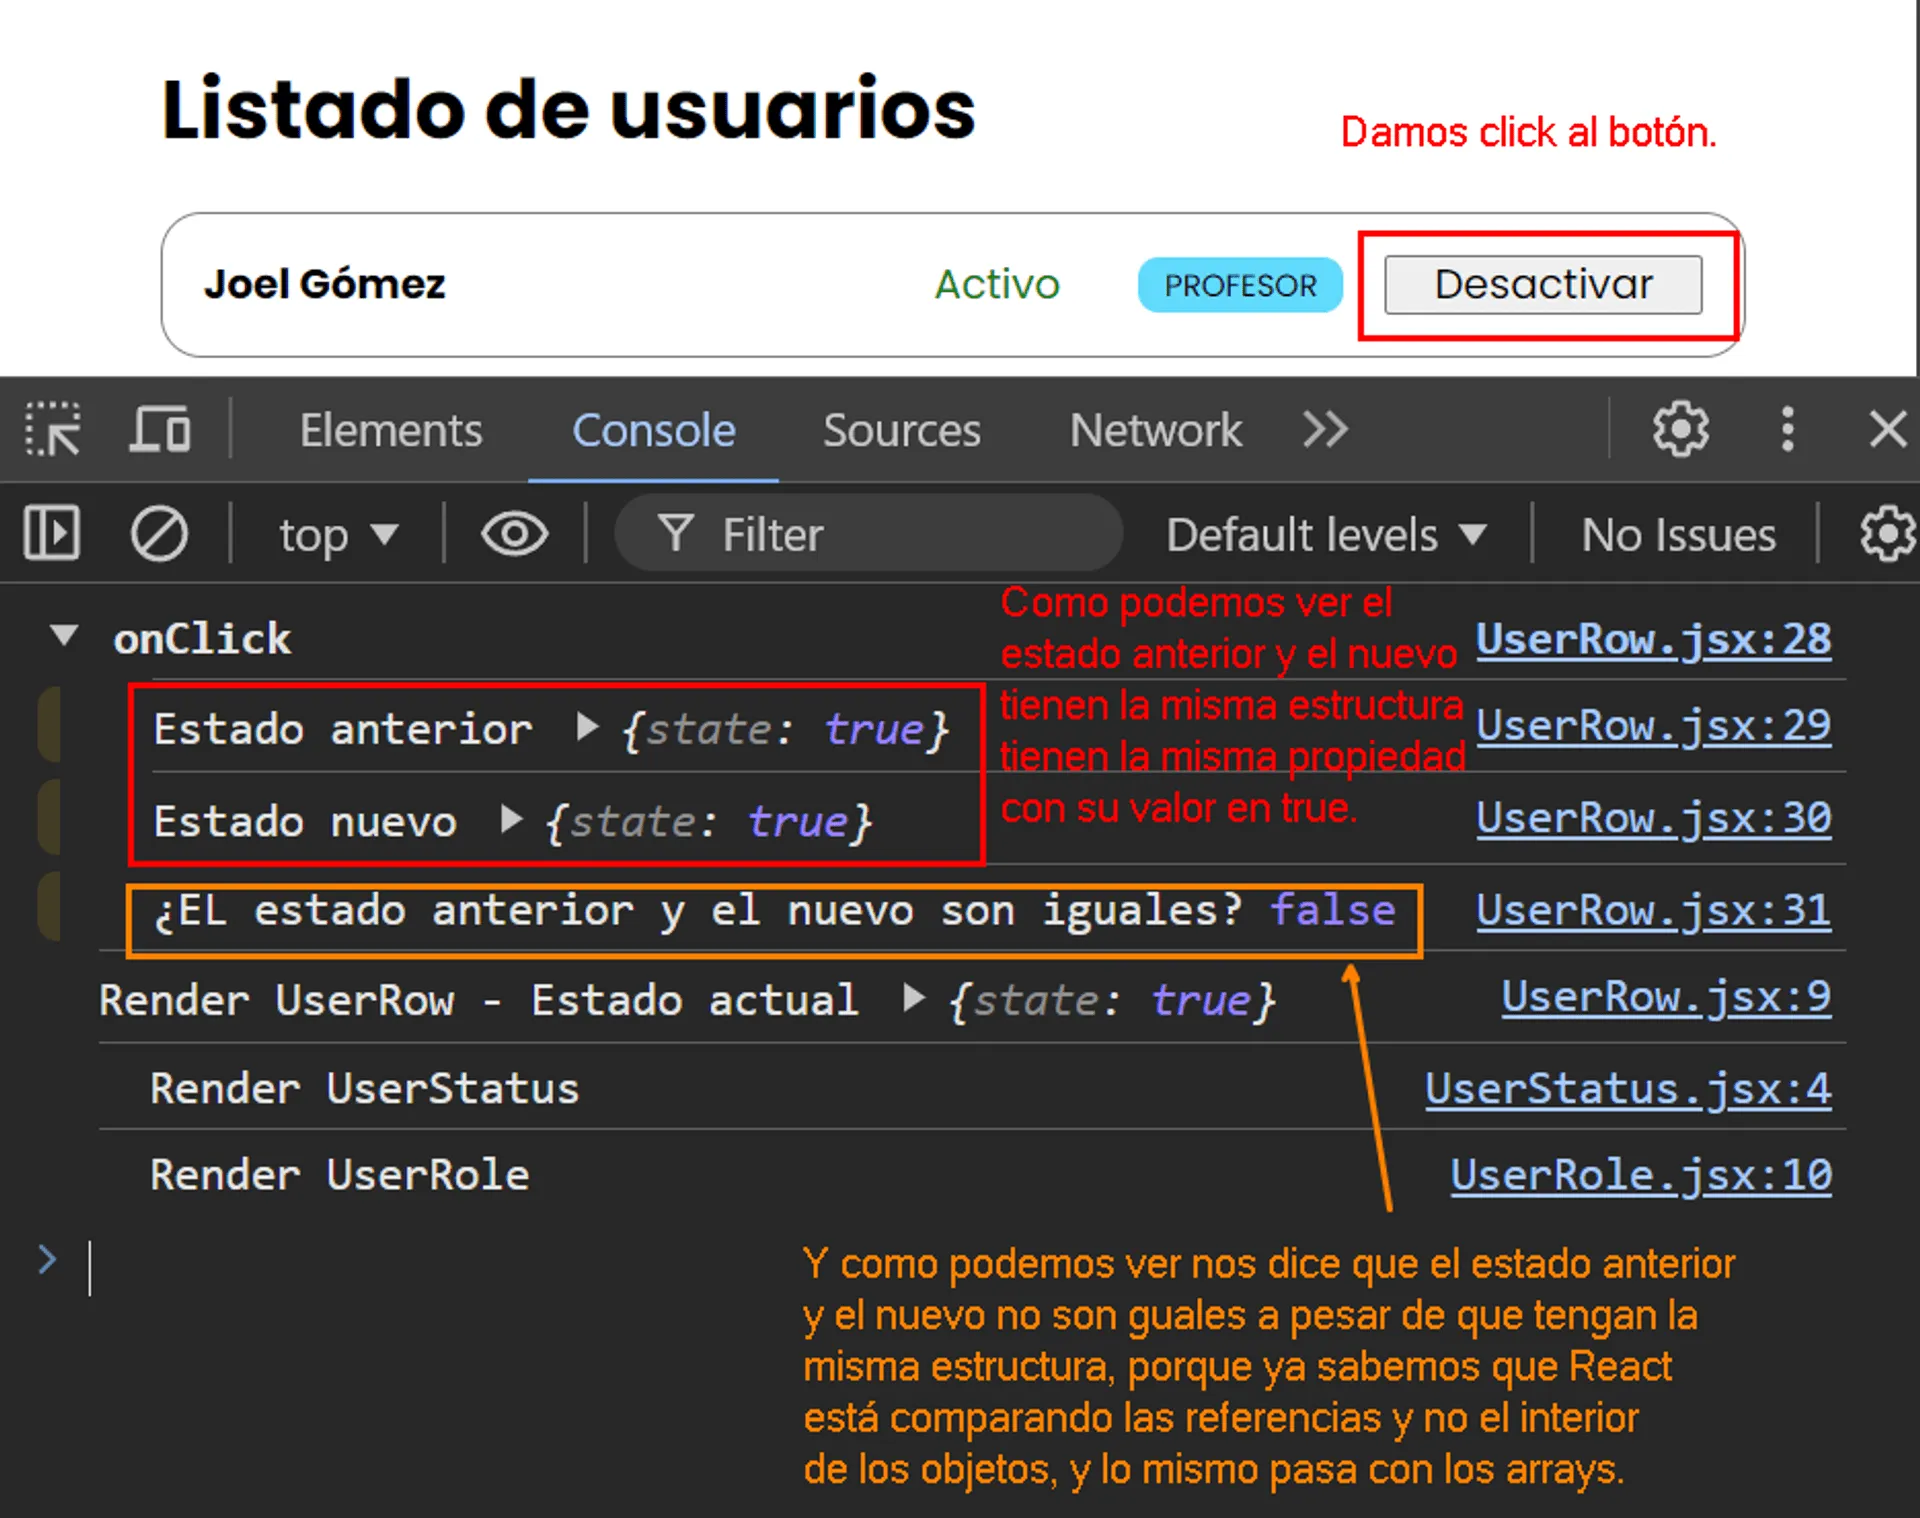 Listado de usuarios
Damos click al botón.
Joel Gómez
Activo
PROFESOR
Desactivar
Elements
Console
Sources
Network
top
Filter
Default levels
No Issues
onClick
UserRow.jsx:28
Como podemos ver el
estado anterior y el nuevo
tienen la misma estructura
tienen la misma propiedad
con su valor en true.
Estado anterior {state: true}
UserRow.jsx:29
Estado nuevo {state: true}
UserRow.jsx:30
¿EL estado anterior y el nuevo son iguales? false
UserRow.jsx:31
Render UserRow - Estado actual {state: true}
UserRow.jsx:9
Render UserStatus
UserStatus.jsx:4
Render UserRole
UserRole.jsx:10
Y como podemos ver nos dice que el estado anterior
y el nuevo no son guales a pesar de que tengan la
misma estructura, porque ya sabemos que React
está comparando las referencias y no el interior
de los objetos, y lo mismo pasa con los arrays.